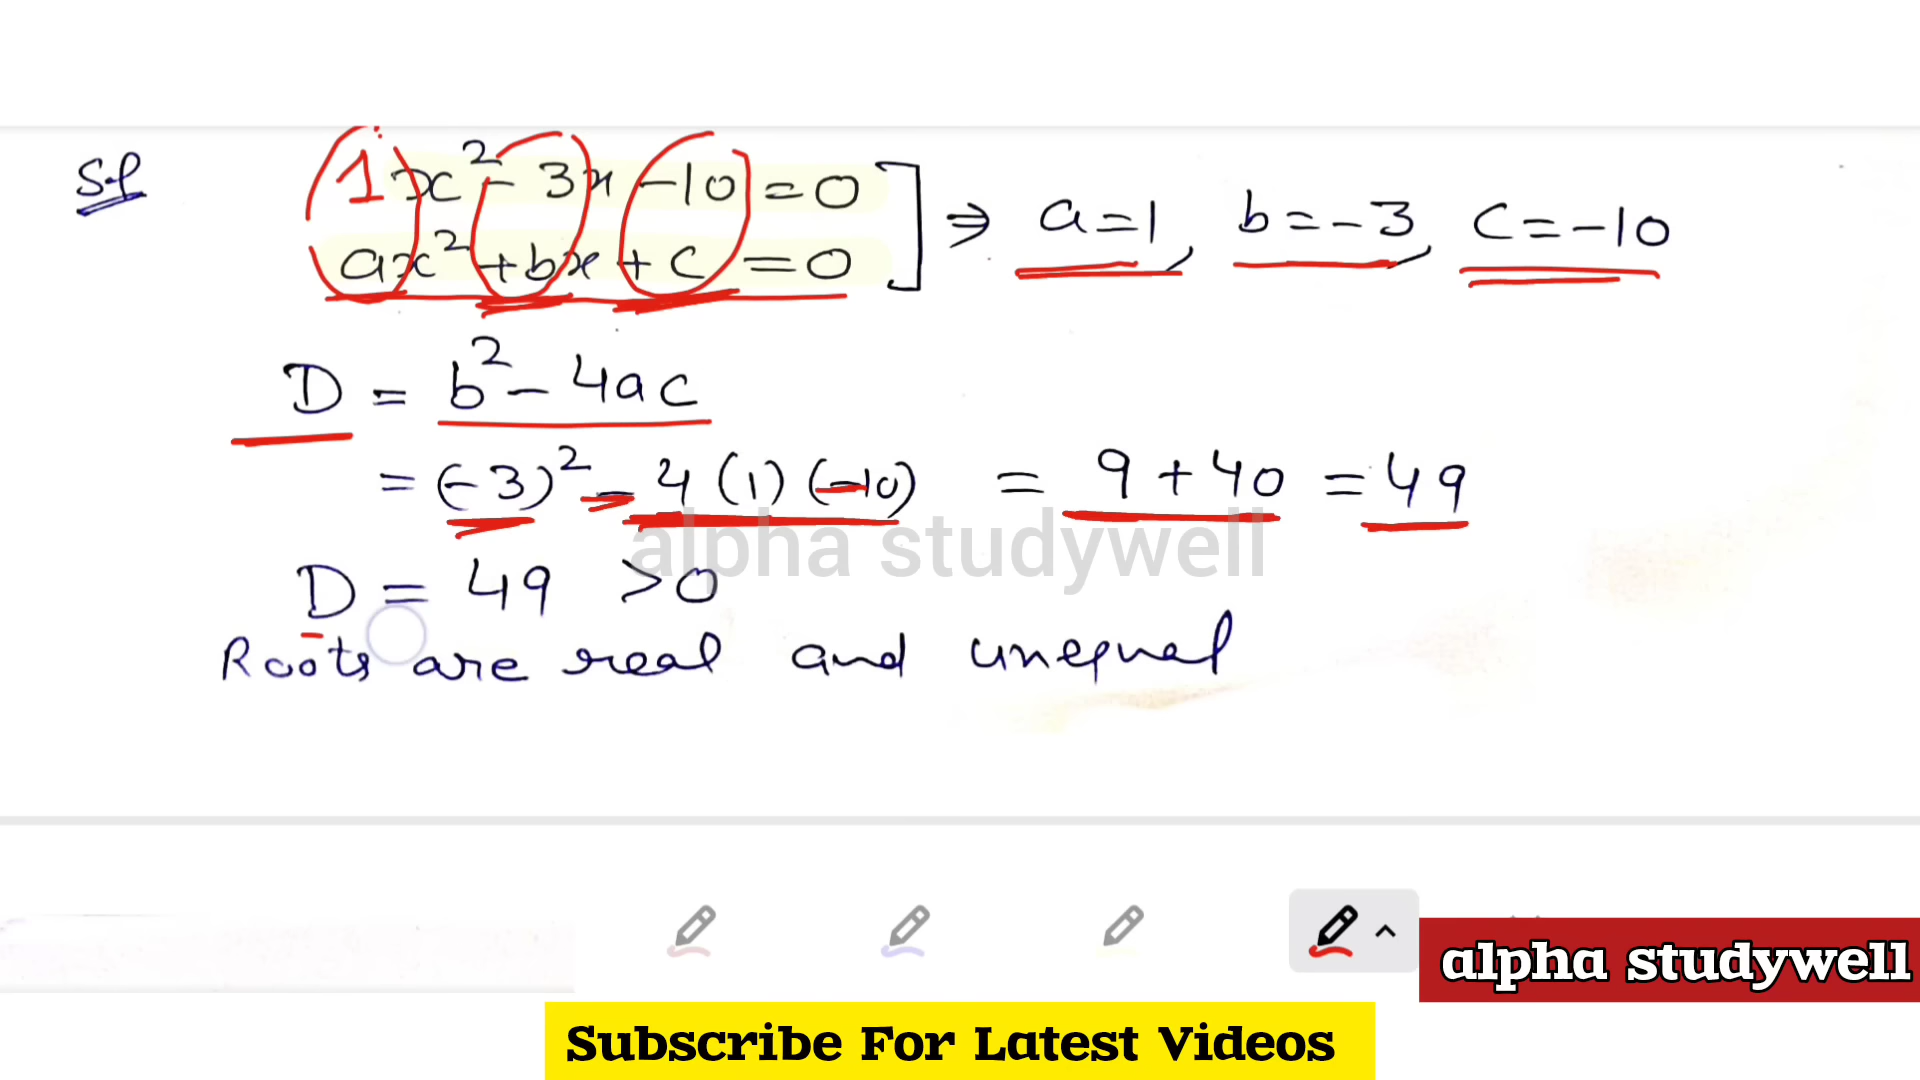 Sol
1x² - 3x - 10 = 0
ax² + bx + c = 0 ] ⇒ a=1, b=-3, c=-10
D = b² - 4ac
= (-3)² - 4(1)(-10) = 9+40 = 49
alpha studywell
D = 49 >0
Roots are real and unequal
alpha studywell
Subscribe For Latest Videos